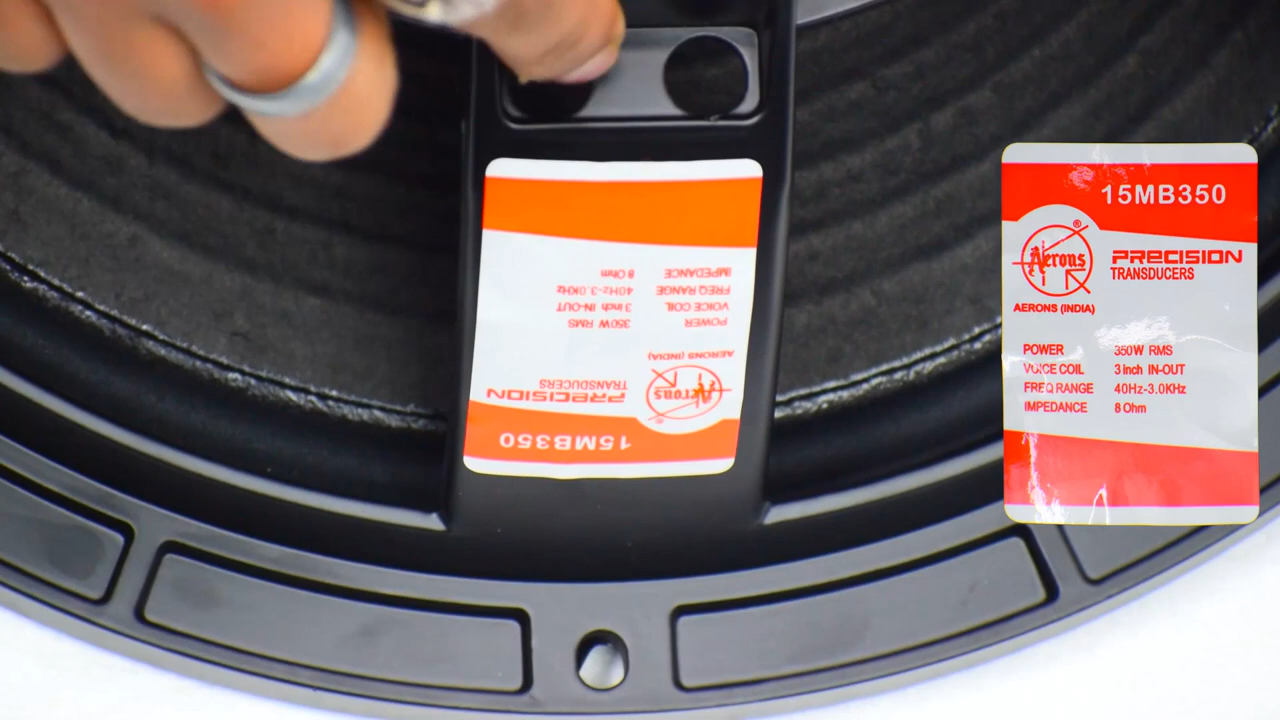 15MB350
Aerons
®
PRECISION
TRANSDUCERS
AERONS (INDIA)
POWER 350W RMS
VOICE COIL 3 inch IN-OUT
FREQ RANGE 40Hz-3.0KHz
IMPEDANCE 8 Ohm
15MB350
®
Aerons
PRECISION
TRANSDUCERS
AERONS (INDIA)
POWER 350W RMS
VOICE COIL 3 inch IN-OUT
FREQ RANGE 40Hz-3.0KHz
IMPEDANCE 8 Ohm